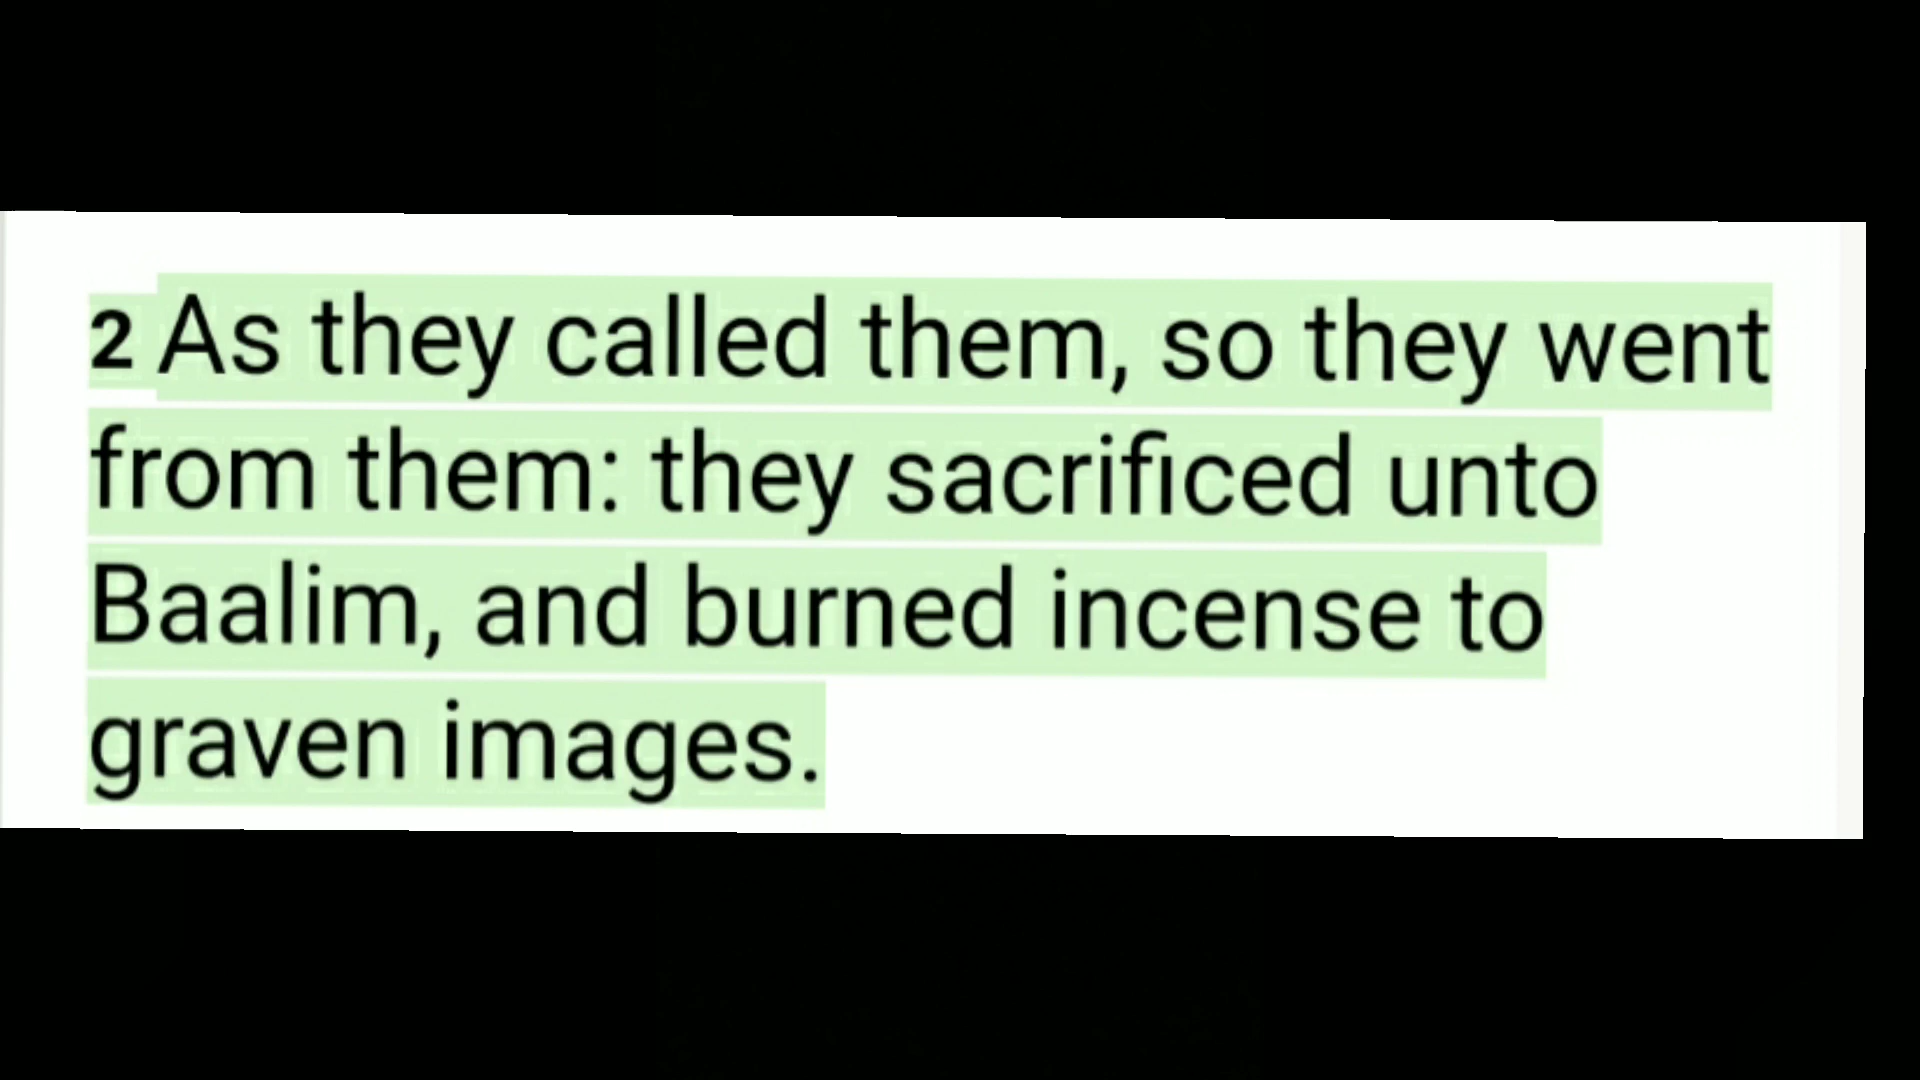 2 As they called them, so they went
from them: they sacrificed unto
Baalim, and burned incense to
graven images.